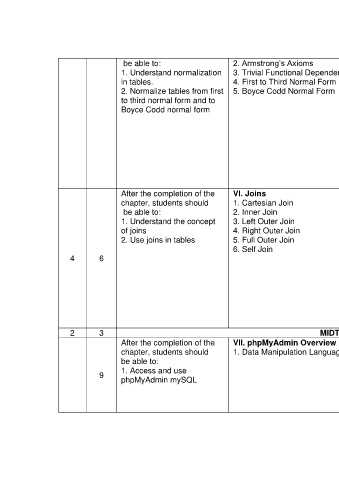 be able to:
1. Understand normalization
in tables.
2. Normalize tables from first
to third normal form and to
Boyce Codd normal form
2. Armstrong's Axioms
3. Trivial Functional Dependen
4. First to Third Normal Form
5. Boyce Codd Normal Form
4
6
After the completion of the
chapter, students should
be able to:
1. Understand the concept
of joins
2. Use joins in tables
VI. Joins
1. Cartesian Join
2. Inner Join
3. Left Outer Join
4. Right Outer Join
5. Full Outer Join
6. Self Join
2
3
MIDT
9
After the completion of the
chapter, students should
be able to:
1. Access and use
phpMyAdmin mySQL
VII. phpMyAdmin Overview
1. Data Manipulation Languag